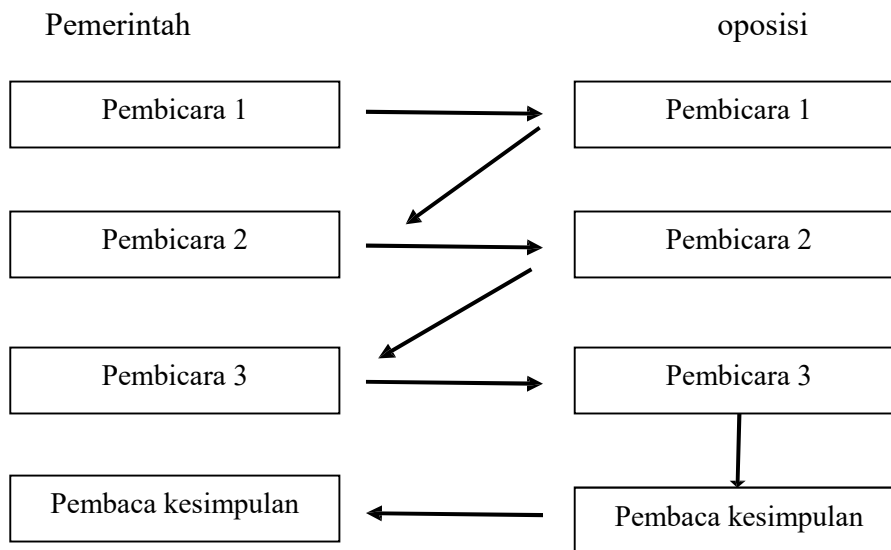 Pemerintah
oposisi
Pembicara 1
Pembicara 1
Pembicara 2
Pembicara 2
Pembicara 3
Pembicara 3
Pembaca kesimpulan
Pembaca kesimpulan